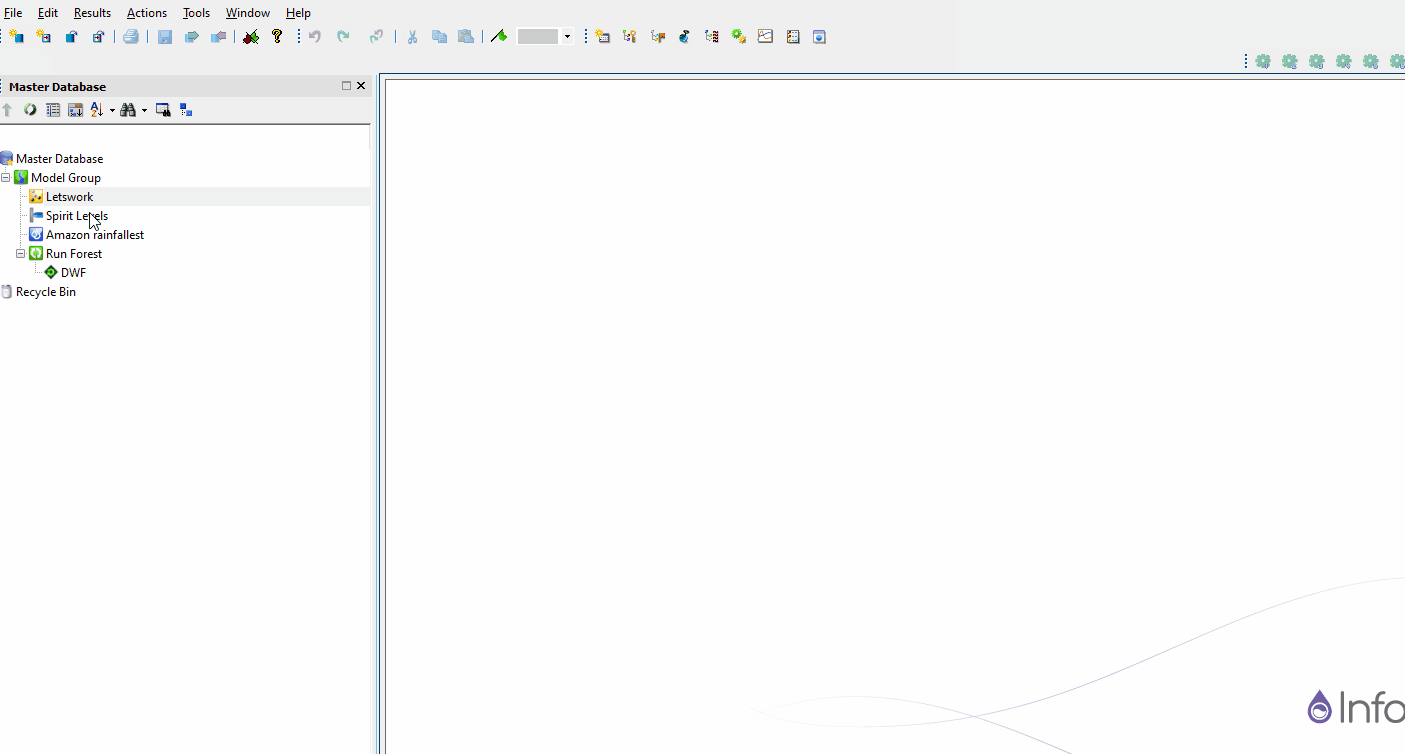 File Edit Results Actions Tools Window Help
Master Database
Master Database
Model Group
Letswork
Spirit Levels
Amazon rainfallest
Run Forest
DWF
Recycle Bin
Info